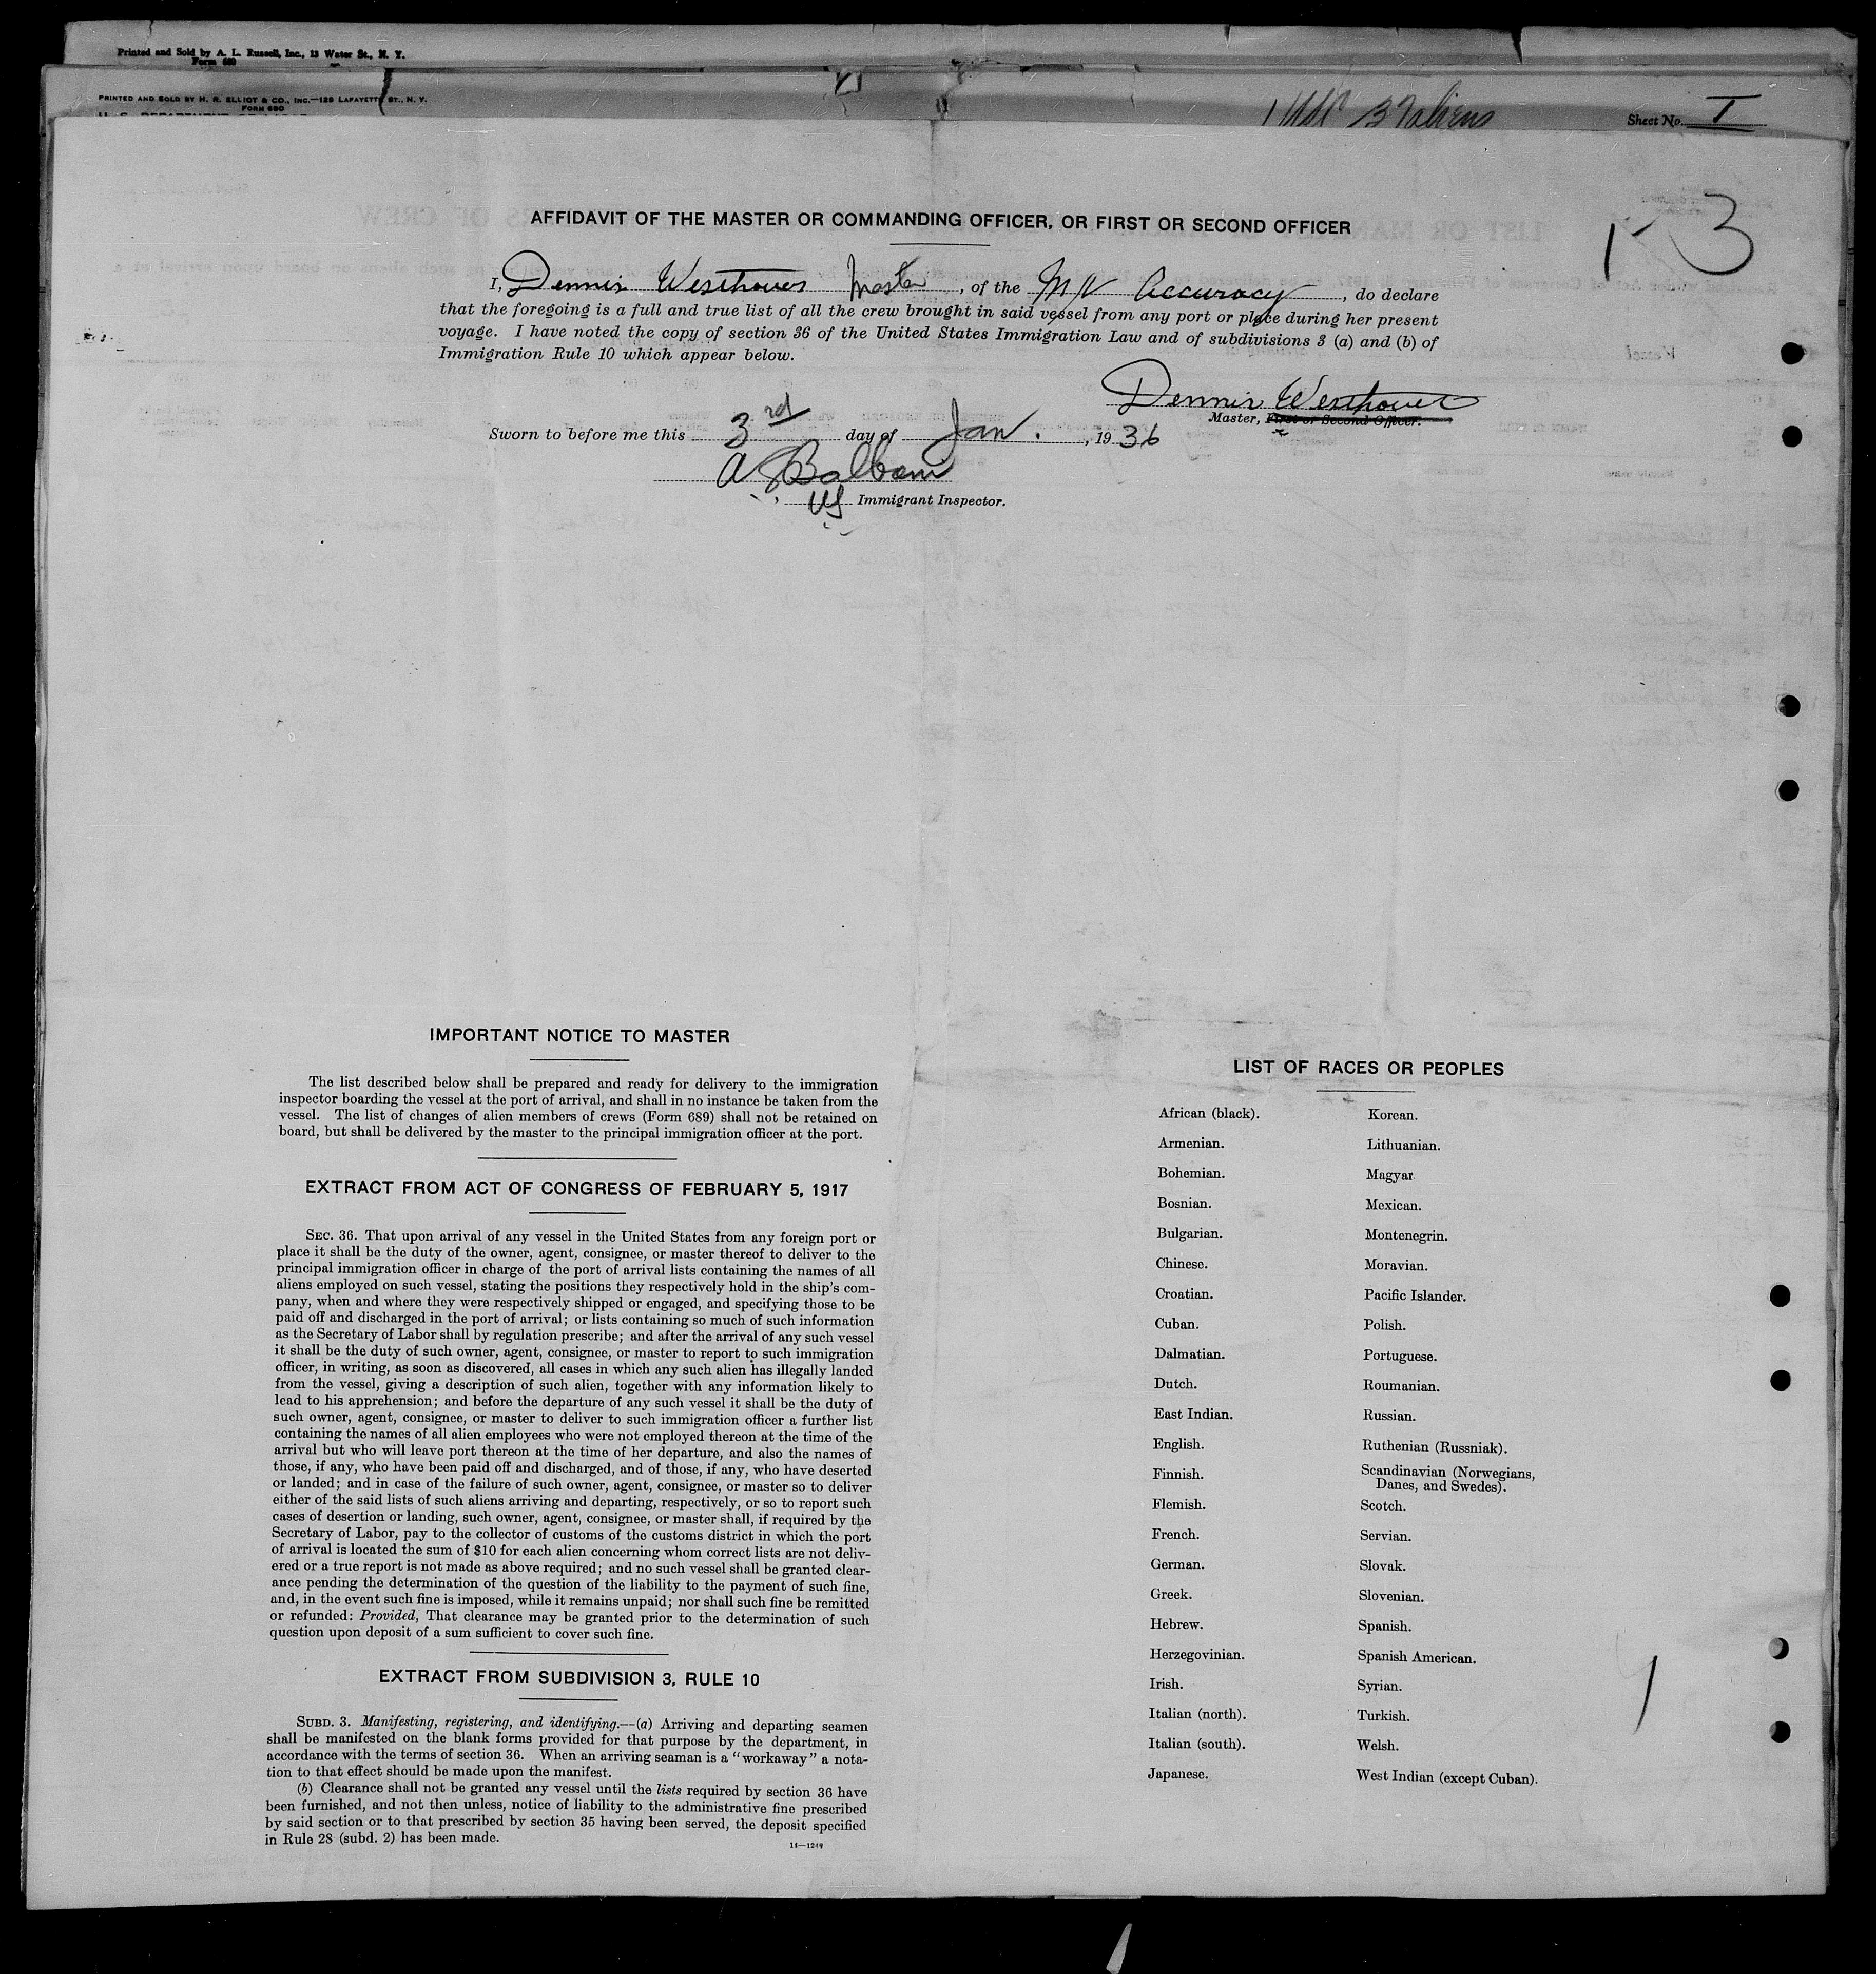 Printed and Sold by A. L. Russell, Inc., 13 Water St., N. Y.
Form 680
PRINTED AND SOLD BY H. R. ELLIOT & CO., INC.—129 LAFAYETTE ST., N. Y.
FORM 680
aliens
Sheet No. I
3
AFFIDAVIT OF THE MASTER OR COMMANDING OFFICER, OR FIRST OR SECOND OFFICER
I, Dennis Westhaver Master, of the M/V Accuracy, do declare
that the foregoing is a full and true list of all the crew brought in said vessel from any port or place during her present
voyage. I have noted the copy of section 36 of the United States Immigration Law and of subdivisions 3 (a) and (b) of
Immigration Rule 10 which appear below.
Dennis Westhaver
Master, First or Second Officer.
Sworn to before me this 3rd day of Jan., 1936
US Immigrant Inspector.
IMPORTANT NOTICE TO MASTER
The list described below shall be prepared and ready for delivery to the immigration
inspector boarding the vessel at the port of arrival, and shall in no instance be taken from the
vessel. The list of changes of alien members of crews (Form 689) shall not be retained on
board, but shall be delivered by the master to the principal immigration officer at the port.
EXTRACT FROM ACT OF CONGRESS OF FEBRUARY 5, 1917
SEC. 36. That upon arrival of any vessel in the United States from any foreign port or
place it shall be the duty of the owner, agent, consignee, or master thereof to deliver to the
principal immigration officer in charge of the port of arrival lists containing the names of all
aliens employed on such vessel, stating the positions they respectively hold in the ship's com-
pany, when and where they were respectively shipped or engaged, and specifying those to be
paid off and discharged in the port of arrival; or lists containing so much of such information
as the Secretary of Labor shall by regulation prescribe; and after the arrival of any such vessel
it shall be the duty of such owner, agent, consignee, or master to report to such immigration
officer, in writing, as soon as discovered, all cases in which any such alien has illegally landed
from the vessel, giving a description of such alien, together with any information likely to
lead to his apprehension; and before the departure of any such vessel it shall be the duty of
such owner, agent, consignee, or master to deliver to such immigration officer a further list
containing the names of all alien employees who were not employed thereon at the time of the
arrival but who will leave port thereon at the time of her departure, and also the names of
those, if any, who have been paid off and discharged, and of those, if any, who have deserted
or landed; and in case of the failure of such owner, agent, consignee, or master so to deliver
either of the said lists of such aliens arriving and departing, respectively, or so to report such
cases of desertion or landing, such owner, agent, consignee, or master shall, if required by the
Secretary of Labor, pay to the collector of customs of the customs district in which the port
of arrival is located the sum of $10 for each alien concerning whom correct lists are not deliv-
ered or a true report is not made as above required; and no such vessel shall be granted clear-
ance pending the determination of the question of the liability to the payment of such fine,
and, in the event such fine is imposed, while it remains unpaid; nor shall such fine be remitted
or refunded: Provided, That clearance may be granted prior to the determination of such
question upon deposit of a sum sufficient to cover such fine.
EXTRACT FROM SUBDIVISION 3, RULE 10
SUBD. 3. Manifesting, registering, and identifying.—(a) Arriving and departing seamen
shall be manifested on the blank forms provided for that purpose by the department, in
accordance with the terms of section 36. When an arriving seaman is a "workaway" a nota-
tion to that effect should be made upon the manifest.
(b) Clearance shall not be granted any vessel until the lists required by section 36 have
been furnished, and not then unless, notice of liability to the administrative fine prescribed
by said section or to that prescribed by section 35 having been served, the deposit specified
in Rule 28 (subd. 2) has been made.
14—1249
LIST OF RACES OR PEOPLES
African (black).
Armenian.
Bohemian.
Bosnian.
Bulgarian.
Chinese.
Croatian.
Cuban.
Dalmatian.
Dutch.
East Indian.
English.
Finnish.
Flemish.
French.
German.
Greek.
Hebrew.
Herzegovinian.
Irish.
Italian (north).
Italian (south).
Japanese.
Korean.
Lithuanian.
Magyar
Mexican.
Montenegrin.
Moravian.
Pacific Islander.
Polish.
Portuguese.
Roumanian.
Russian.
Ruthenian (Russniak).
Scandinavian (Norwegians,
Danes, and Swedes).
Scotch.
Servian.
Slovak.
Slovenian.
Spanish.
Spanish American.
Syrian.
Turkish.
Welsh.
West Indian (except Cuban).